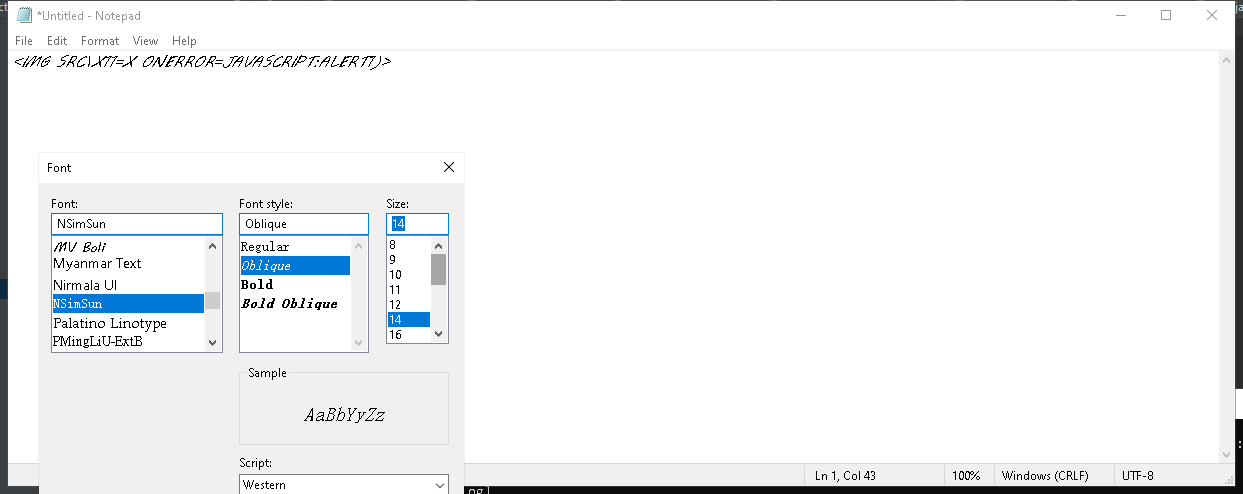 *Untitled - Notepad
File Edit Format View Help
<IMG SRC\XTT=X ONERROR=JAVASCRIPT:ALERTT)>
Font
Font: Font style: Size:
NSimSun Oblique 14
MV Boli
Myanmar Text
Nirmala UI
NSimSun
Palatino Linotype
PMingLiU-ExtB
Regular
Oblique
Bold
Bold Oblique
8
9
10
11
12
14
16
Sample
AaBbYyZz
Script:
Western
Ln 1, Col 43 100% Windows (CRLF) UTF-8